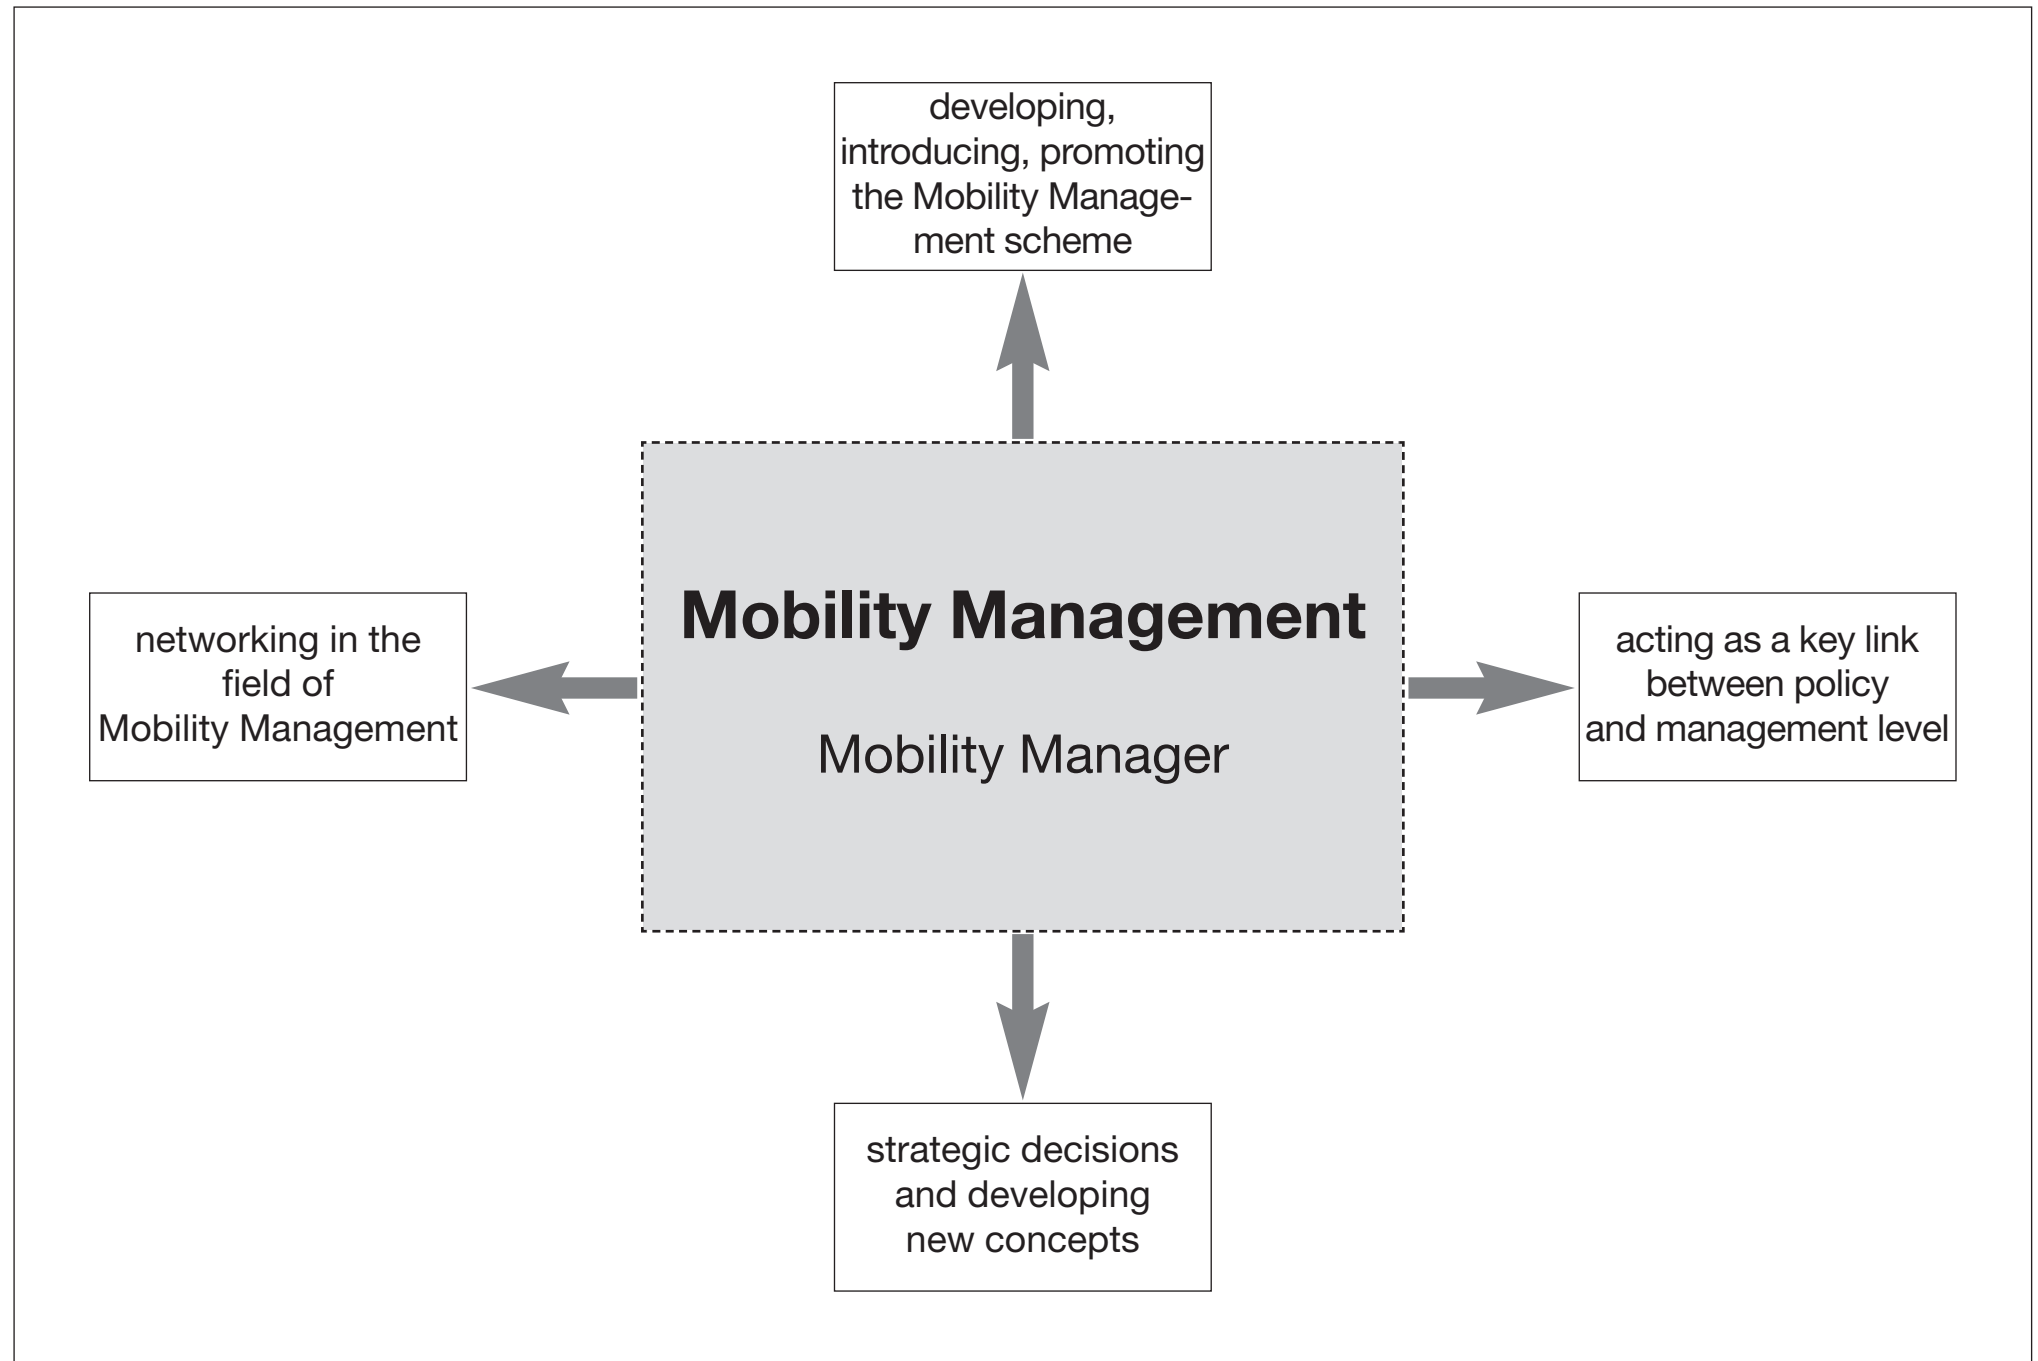 developing,
introducing, promoting
the Mobility Manage-
ment scheme
Mobility Management
Mobility Manager
networking in the
field of
Mobility Management
acting as a key link
between policy
and management level
strategic decisions
and developing
new concepts